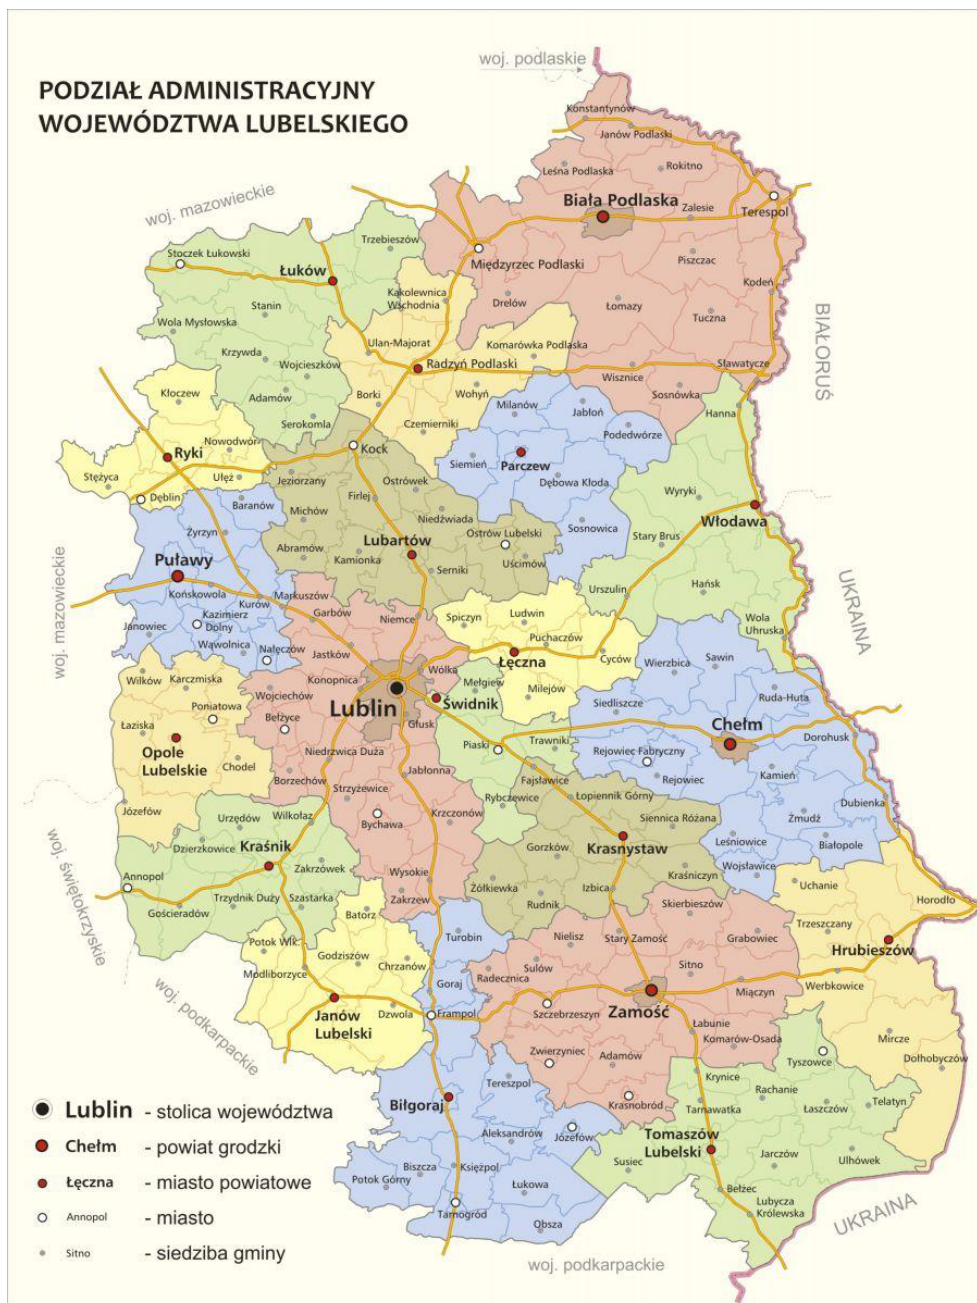 woj. podlaskie
PODZIAŁ ADMINISTRACYJNY
WOJEWÓDZTWA LUBELSKIEGO
Konstantynów
Janów Podlaski
Leśna Podlaska
Rokitno
woj. mazowieckie
Biała Podlaska
Zalesie
Terespol
Trzebieszów
Stoczek Łukowski
Międzyrzec Podlaski
Piszczac
Łuków
Kodeń
Kąkolewnica
Wschodnia
Drelów
Łomazy
Stanin
Tuczna
BIAŁORUŚ
Wola Mysłowska
Ulan-Majorat
Komarówka Podlaska
Krzywda
Wojcieszków
Radzyń Podlaski
Sławatycze
Wisznice
Kłoczew
Adamów
Borki
Wohyń
Sosnówka
Milanów
Jabłoń
Hanna
Serokomla
Czemierniki
Podedwórze
Nowodwór
Kock
Ryki
Siemień
Parczew
Stężyca
Ułęż
Jeziorzany
Ostrówek
Dębowa Kłoda
Dęblin
Firlej
Wyryki
Baranów
Michów
Niedźwiada
Włodawa
Żyrzyn
Ostrów Lubelski
Sosnowica
Lubartów
Stary Brus
Abramów
Kamionka
Uścimów
Puławy
Serniki
UKRAINA
Końskowola
Markuszów
Urszulin
Hańsk
woj. mazowieckie
Kurów
Garbów
Niemce
Spiczyn
Ludwin
Kazimierz
Dolny
Wola
Uhruska
Janowiec
Wąwolnica
Nałęczów
Jastków
Puchaczów
Łęczna
Cyców
Sawin
Wierzbica
Wilków
Karczmiska
Konopnica
Wólka
Mełgiew
Milejów
Ruda-Huta
Wojciechów
Lublin
Świdnik
Siedliszcze
Poniatowa
Łaziska
Bełżyce
Głusk
Chełm
Dorohusk
Opole
Lubelskie
Niedrzwica Duża
Piaski
Trawniki
Rejowiec Fabryczny
Chodel
Borzechów
Jabłonna
Fajsławice
Rejowiec
Kamień
Strzyżewice
Rybczewice
Łopiennik Górny
Dubienka
Józefów
Urzędów
Wilkołaz
Bychawa
Krzczonów
Siennica Różana
Żmudź
Dzierzkowice
Kraśnik
Gorzków
Krasnystaw
Leśniowice
Białopole
woj. świętokrzyskie
Annopol
Zakrzówek
Wysokie
Żółkiewka
Izbica
Kraśniczyn
Wojsławice
Uchanie
Trzydnik Duży
Szastarka
Zakrzew
Rudnik
Skierbieszów
Horodło
Gościeradów
Batorz
Trzeszczany
Turobin
Nielisz
Stary Zamość
Grabowiec
Potok Wlk.
Godziszów
Hrubieszów
Modliborzyce
Chrzanów
Radecznica
Sułów
Sitno
Werbkowice
woj. podkarpackie
Goraj
Miączyn
Janów
Lubelski
Dzwola
Frampol
Szczebrzeszyn
Zamość
Łabunie
Komarów-Osada
Mircze
Zwierzyniec
Adamów
Tyszowce
Dołhobyczów
Krynice
Tereszpol
Rachanie
Biłgoraj
Krasnobród
Tarnawatka
Łaszczów
Telatyn
Aleksandrów
Józefów
Tomaszów
Lubelski
Biszcza
Księżpol
Susiec
Jarczów
Ulhówek
Potok Górny
Łukowa
Bełżec
Tarnogród
Lubycza
Królewska
Obsza
UKRAINA
woj. podkarpackie
Lublin - stolica województwa
Chełm - powiat grodzki
Łęczna - miasto powiatowe
Annopol - miasto
Sitno - siedziba gminy